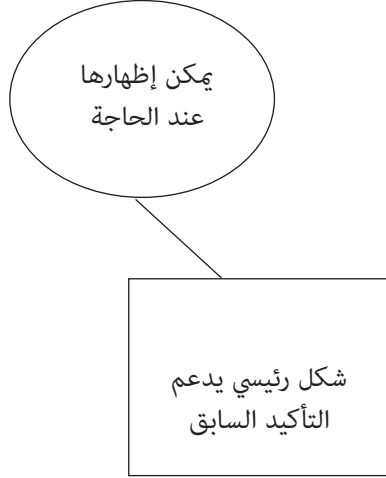 يمكن إظهارها
عند الحاجة
شكل رئيسي يدعم
التأكيد السابق